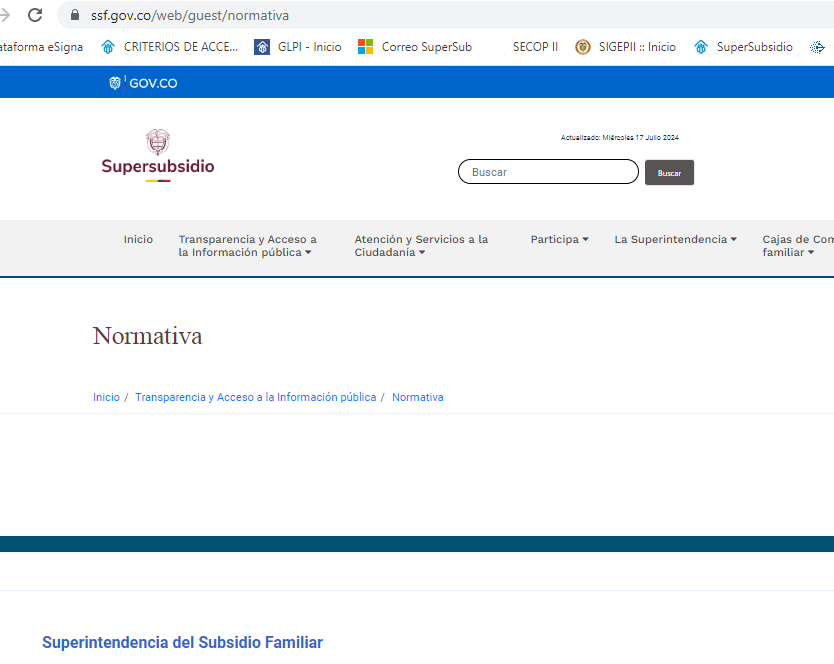 ssf.gov.co/web/guest/normativa
ataforma eSigna CRITERIOS DE ACCE... GLPI - Inicio Correo SuperSub SECOP II SIGEPII :: Inicio SuperSubsidio
GOV.CO
Actualizado: Miércoles 17 Julio 2024
Supersubsidio
Buscar Buscar
Inicio Transparencia y Acceso a Atención y Servicios a la Participa La Superintendencia Cajas de Com
la Información pública Ciudadanía familiar
Normativa
Inicio / Transparencia y Acceso a la Información pública / Normativa
Superintendencia del Subsidio Familiar